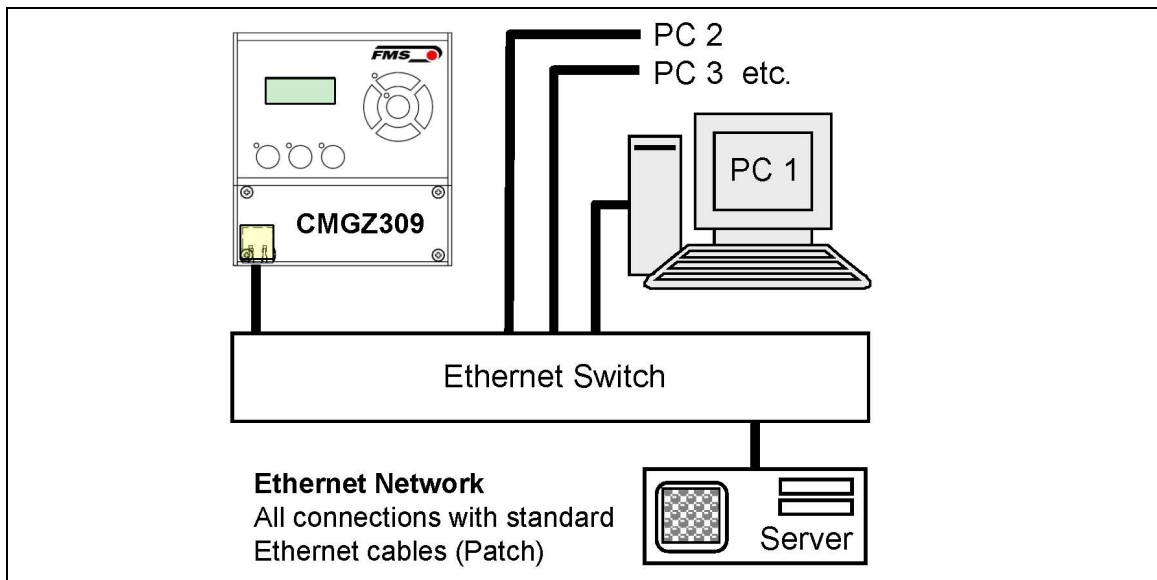 FMS
PC 2
PC 3 etc.
PC 1
CMGZ309
Ethernet Switch
Ethernet Network
All connections with standard
Ethernet cables (Patch)
Server